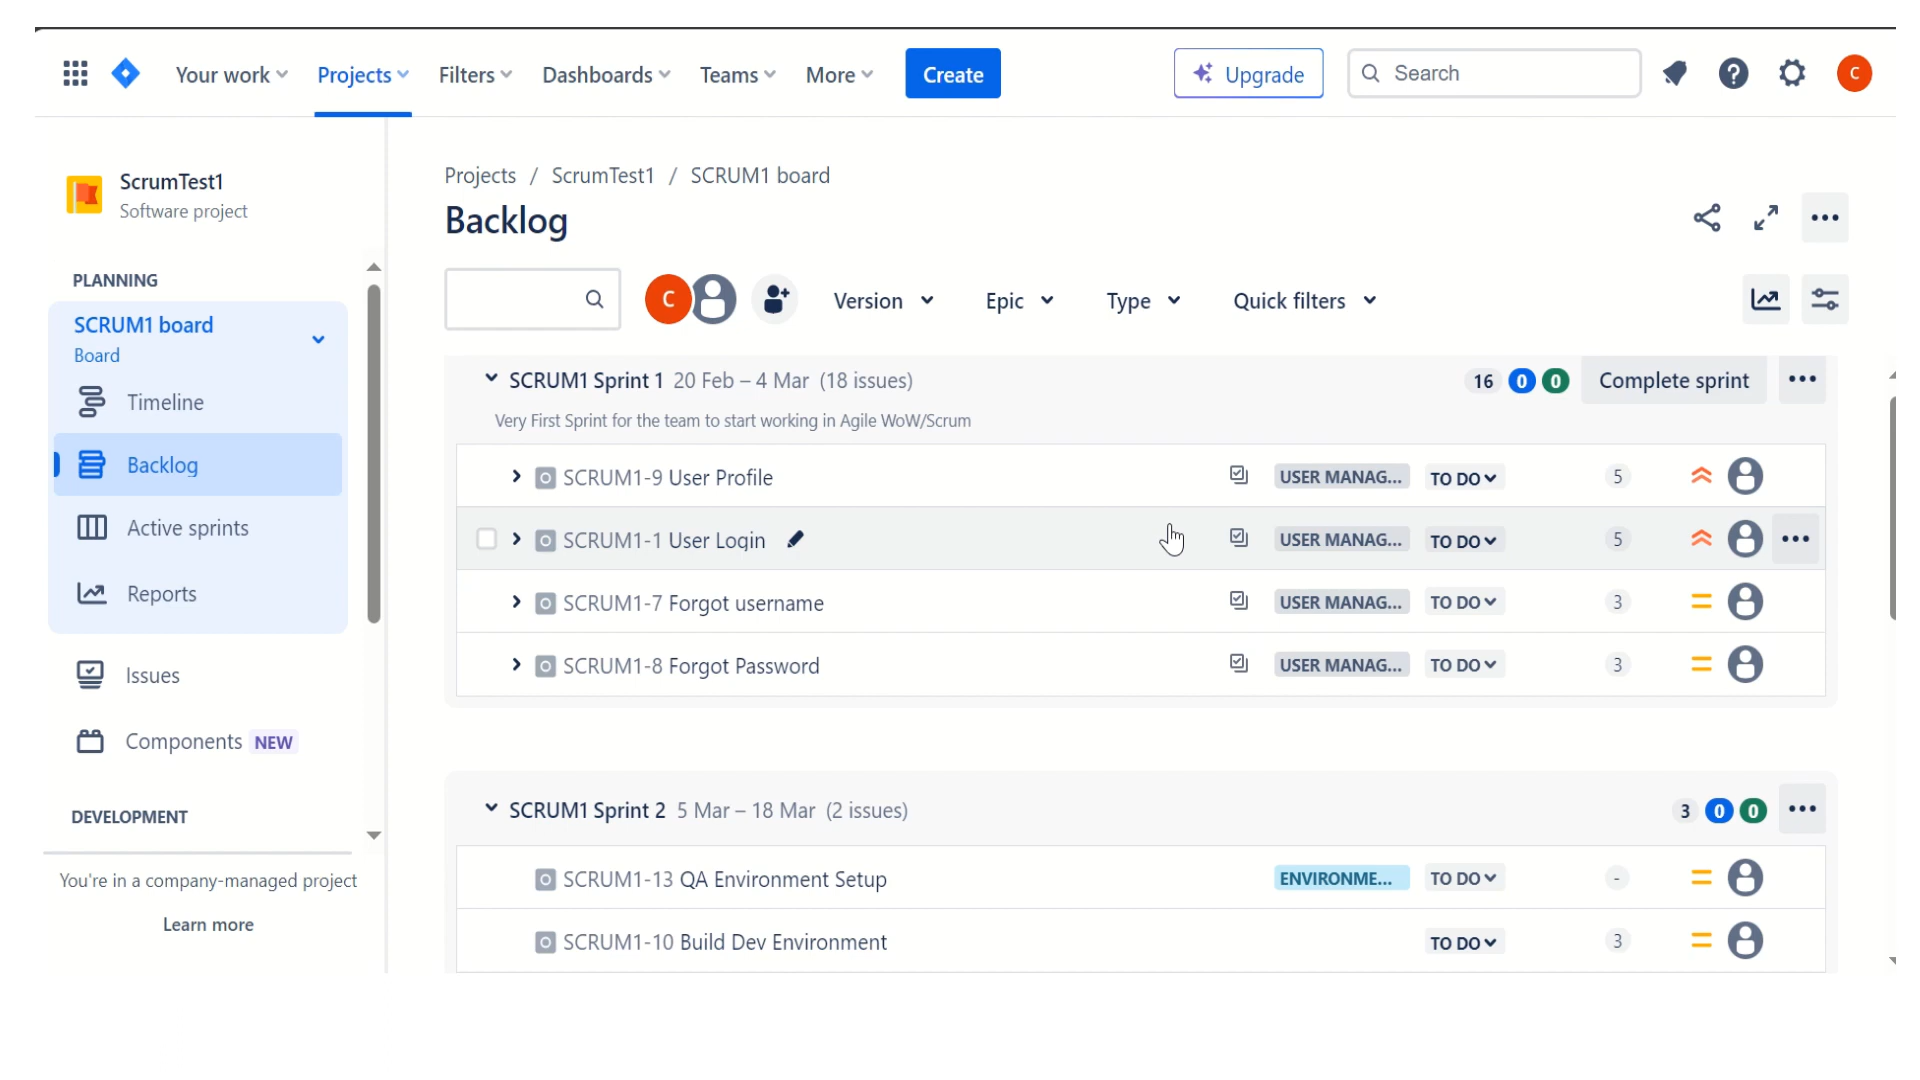 Your work Projects Filters Dashboards Teams More Create Upgrade Search C
ScrumTest1
Software project
PLANNING
SCRUM1 board
Board
Timeline
Backlog
Active sprints
Reports
Issues
Components NEW
DEVELOPMENT
You're in a company-managed project
Learn more
Projects / ScrumTest1 / SCRUM1 board
Backlog
C Version Epic Type Quick filters
SCRUM1 Sprint 1 20 Feb – 4 Mar (18 issues) 16 0 0 Complete sprint
Very First Sprint for the team to start working in Agile WoW/Scrum
SCRUM1-9 User Profile USER MANAG... TO DO 5
SCRUM1-1 User Login USER MANAG... TO DO 5
SCRUM1-7 Forgot username USER MANAG... TO DO 3
SCRUM1-8 Forgot Password USER MANAG... TO DO 3
SCRUM1 Sprint 2 5 Mar – 18 Mar (2 issues) 3 0 0
SCRUM1-13 QA Environment Setup ENVIRONME... TO DO -
SCRUM1-10 Build Dev Environment TO DO 3